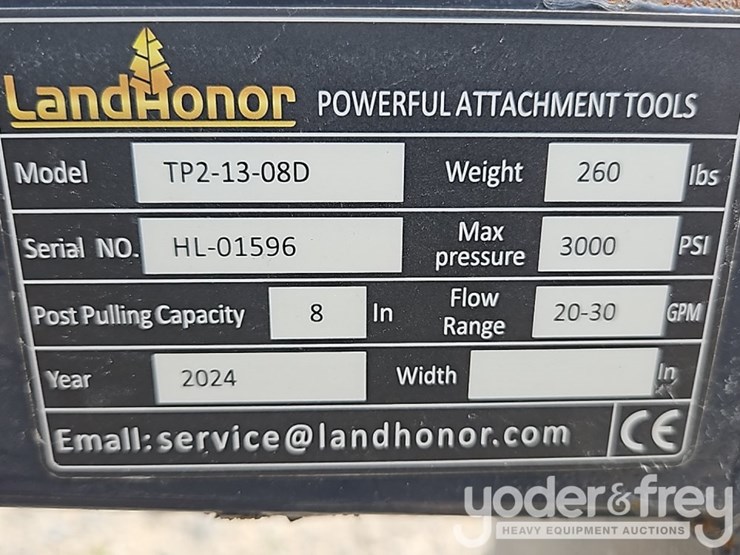 LandHonor POWERFUL ATTACHMENT TOOLS
Model TP2-13-08D Weight 260 lbs
Serial NO. HL-01596 Max pressure 3000 PSI
Post Pulling Capacity 8 In Flow Range 20-30 GPM
Year 2024 Width In
Email:service@landhonor.com CE
yoder&frey
HEAVY EQUIPMENT AUCTIONS